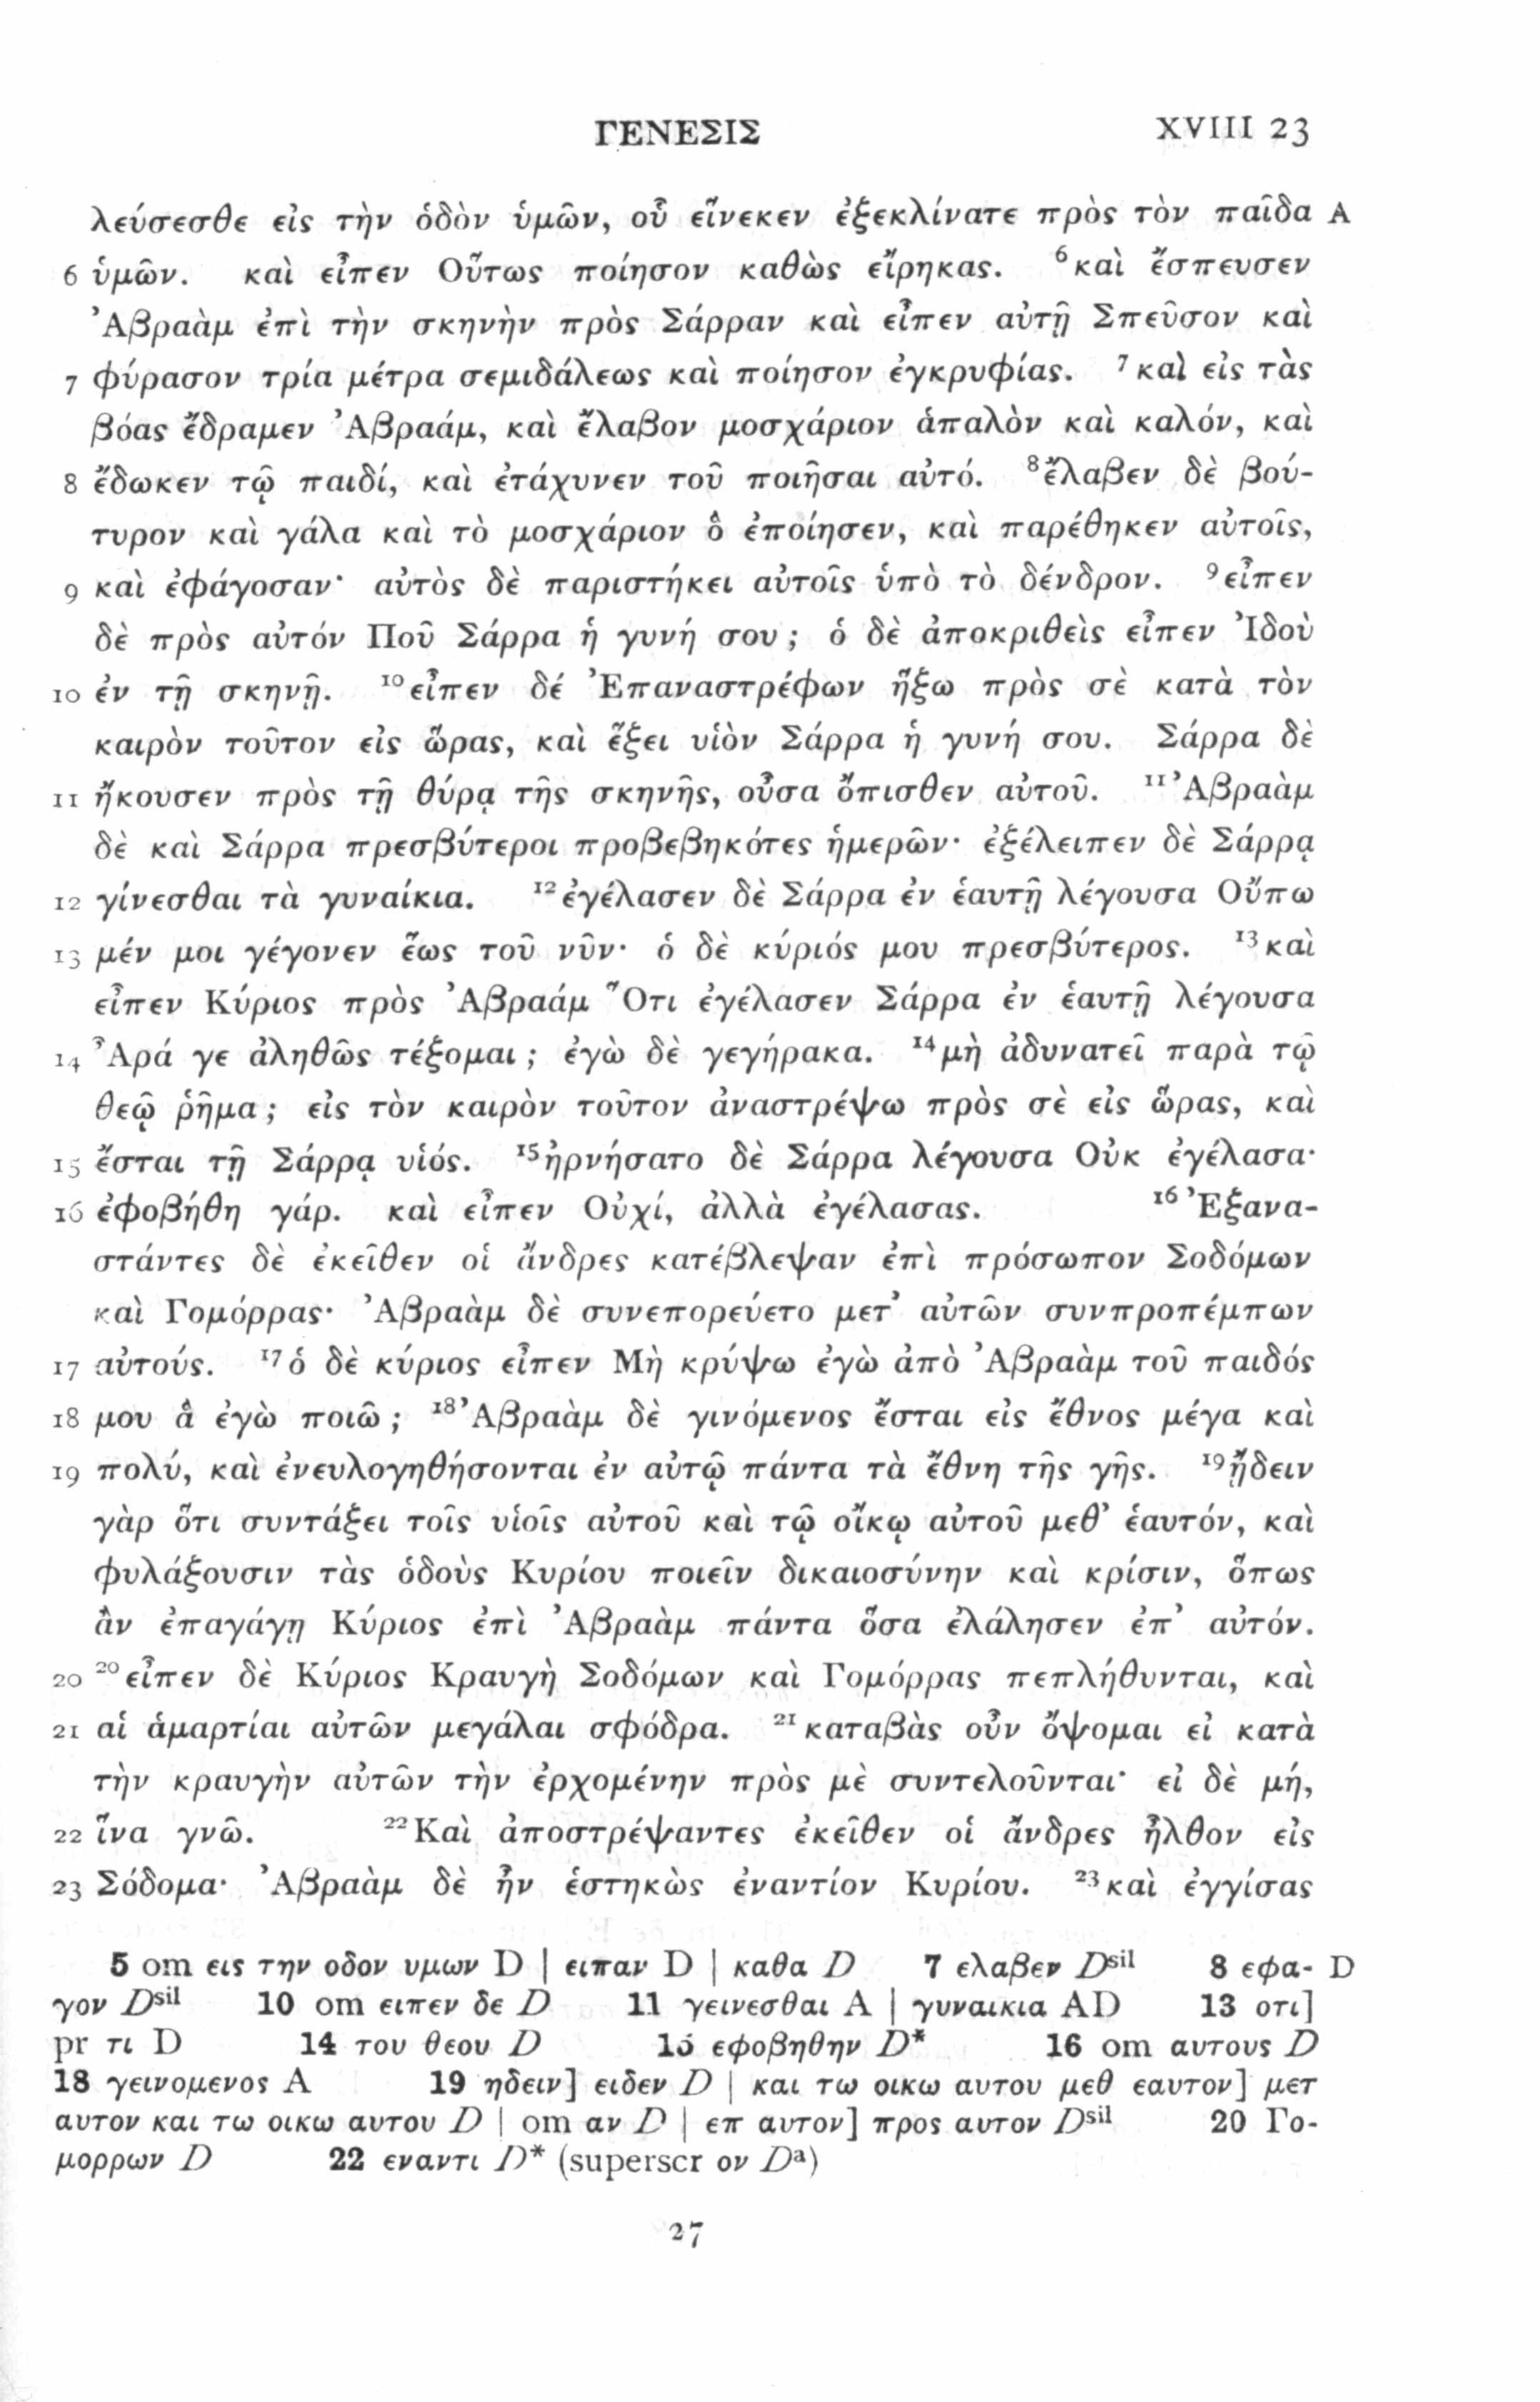 ΓΕΝΕΣΙΣ XVIII 23
λεύσεσθε εἰς τὴν ὁδὸν ὑμῶν, οὗ εἵνεκεν ἐξεκλίνατε πρὸς τὸν παῖδα A
6 ὑμῶν. καὶ εἶπεν Οὕτως ποίησον καθὼς εἴρηκας. ⁶καὶ ἔσπευσεν
Ἀβραὰμ ἐπὶ τὴν σκηνὴν πρὸς Σάρραν καὶ εἶπεν αὐτῇ Σπεῦσον καὶ
7 φύρασον τρία μέτρα σεμιδάλεως καὶ ποίησον ἐγκρυφίας. ⁷καὶ εἰς τὰς
βόας ἔδραμεν Ἀβραάμ, καὶ ἔλαβον μοσχάριον ἁπαλὸν καὶ καλόν, καὶ
8 ἔδωκεν τῷ παιδί, καὶ ἐτάχυνεν τοῦ ποιῆσαι αὐτό. ⁸ἔλαβεν δὲ βού-
τυρον καὶ γάλα καὶ τὸ μοσχάριον ὃ ἐποίησεν, καὶ παρέθηκεν αὐτοῖς,
9 καὶ ἐφάγοσαν· αὐτὸς δὲ παριστήκει αὐτοῖς ὑπὸ τὸ δένδρον. ⁹εἶπεν
δὲ πρὸς αὐτόν Ποῦ Σάρρα ἡ γυνή σου; ὁ δὲ ἀποκριθεὶς εἶπεν Ἰδοὺ
10 ἐν τῇ σκηνῇ. ¹⁰εἶπεν δέ Ἐπαναστρέφων ἥξω πρὸς σὲ κατὰ τὸν
καιρὸν τοῦτον εἰς ὥρας, καὶ ἕξει υἱὸν Σάρρα ἡ γυνή σου. Σάρρα δὲ
11 ἤκουσεν πρὸς τῇ θύρᾳ τῆς σκηνῆς, οὖσα ὄπισθεν αὐτοῦ. ¹¹Ἀβραὰμ
δὲ καὶ Σάρρα πρεσβύτεροι προβεβηκότες ἡμερῶν· ἐξέλειπεν δὲ Σάρρᾳ
12 γίνεσθαι τὰ γυναίκια. ¹²ἐγέλασεν δὲ Σάρρα ἐν ἑαυτῇ λέγουσα Οὔπω
13 μέν μοι γέγονεν ἕως τοῦ νῦν· ὁ δὲ κύριός μου πρεσβύτερος. ¹³καὶ
εἶπεν Κύριος πρὸς Ἀβραάμ Ὅτι ἐγέλασεν Σάρρα ἐν ἑαυτῇ λέγουσα
14 Ἆρά γε ἀληθῶς τέξομαι; ἐγὼ δὲ γεγήρακα. ¹⁴μὴ ἀδυνατεῖ παρὰ τῷ
θεῷ ῥῆμα; εἰς τὸν καιρὸν τοῦτον ἀναστρέψω πρὸς σὲ εἰς ὥρας, καὶ
15 ἔσται τῇ Σάρρᾳ υἱός. ¹⁵ἠρνήσατο δὲ Σάρρα λέγουσα Οὐκ ἐγέλασα·
16 ἐφοβήθη γάρ. καὶ εἶπεν Οὐχί, ἀλλὰ ἐγέλασας. ¹⁶Ἐξανα-
στάντες δὲ ἐκεῖθεν οἱ ἄνδρες κατέβλεψαν ἐπὶ πρόσωπον Σοδόμων
καὶ Γομόρρας· Ἀβραὰμ δὲ συνεπορεύετο μετ’ αὐτῶν συνπροπέμπων
17 αὐτούς. ¹⁷ὁ δὲ κύριος εἶπεν Μὴ κρύψω ἐγὼ ἀπὸ Ἀβραὰμ τοῦ παιδός
18 μου ἃ ἐγὼ ποιῶ; ¹⁸Ἀβραὰμ δὲ γινόμενος ἔσται εἰς ἔθνος μέγα καὶ
19 πολύ, καὶ ἐνευλογηθήσονται ἐν αὐτῷ πάντα τὰ ἔθνη τῆς γῆς. ¹⁹ᾔδειν
γὰρ ὅτι συντάξει τοῖς υἱοῖς αὐτοῦ καὶ τῷ οἴκῳ αὐτοῦ μεθ’ ἑαυτόν, καὶ
φυλάξουσιν τὰς ὁδοὺς Κυρίου ποιεῖν δικαιοσύνην καὶ κρίσιν, ὅπως
ἂν ἐπαγάγῃ Κύριος ἐπὶ Ἀβραὰμ πάντα ὅσα ἐλάλησεν ἐπ’ αὐτόν.
20 ²⁰εἶπεν δὲ Κύριος Κραυγὴ Σοδόμων καὶ Γομόρρας πεπλήθυνται, καὶ
21 αἱ ἁμαρτίαι αὐτῶν μεγάλαι σφόδρα. ²¹καταβὰς οὖν ὄψομαι εἰ κατὰ
τὴν κραυγὴν αὐτῶν τὴν ἐρχομένην πρὸς μὲ συντελοῦνται· εἰ δὲ μή,
22 ἵνα γνῶ. ²²Καὶ ἀποστρέψαντες ἐκεῖθεν οἱ ἄνδρες ἦλθον εἰς
23 Σόδομα· Ἀβραὰμ δὲ ἦν ἑστηκὼς ἐναντίον Κυρίου. ²³καὶ ἐγγίσας
5 om εις την οδον υμων D | ειπαν D | καθα D 7 ελαβεν Dˢⁱˡ 8 εφα- D
γον Dˢⁱˡ 10 om ειπεν δε D 11 γεινεσθαι A | γυναικια AD 13 οτι]
pr τι D 14 του θεου D 15 εφοβηθην D* 16 om αυτους D
18 γεινομενος A 19 ηδειν] ειδεν D | και τω οικω αυτου μεθ εαυτον] μετ
αυτον και τω οικω αυτου D | om αν D | επ αυτον] προς αυτον Dˢⁱˡ 20 Γο-
μορρων D 22 εναντι D* (superscr ον Dᵃ)
27